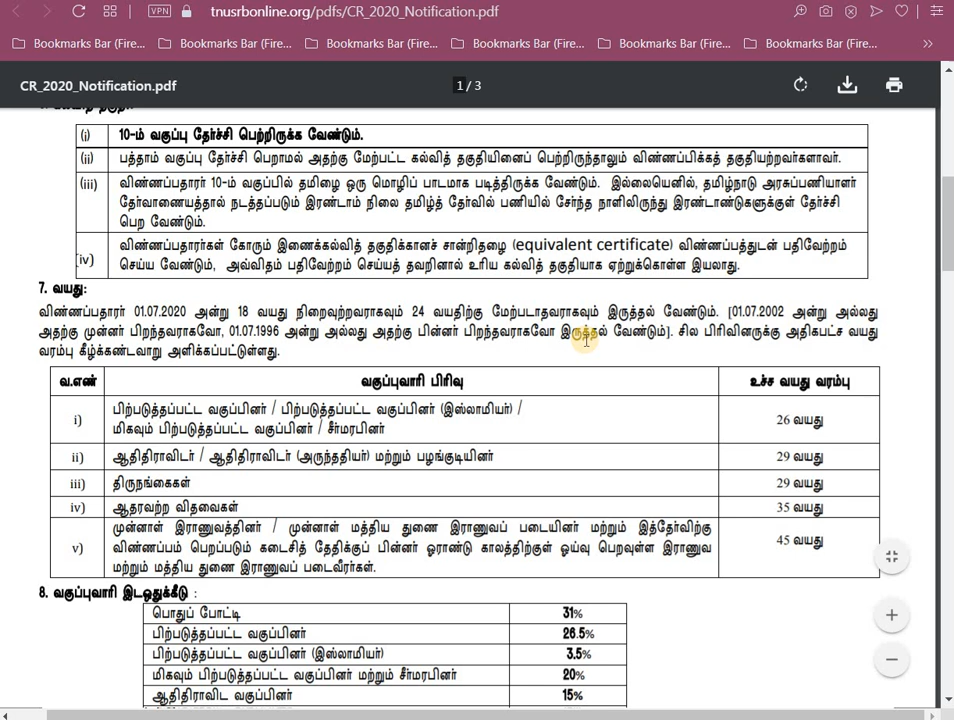 VPN tnusrbonline.org/pdfs/CR_2020_Notification.pdf
Bookmarks Bar (Fire... Bookmarks Bar (Fire... Bookmarks Bar (Fire... Bookmarks Bar (Fire... Bookmarks Bar (Fire... Bookmarks Bar (Fire... »
CR_2020_Notification.pdf 1 / 3
(i) 10-ம் வகுப்பு தேர்ச்சி பெற்றிருக்க வேண்டும்.
(ii) பத்தாம் வகுப்பு தேர்ச்சி பெறாமல் அதற்கு மேற்பட்ட கல்வித் தகுதியினைப் பெற்றிருந்தாலும் விண்ணப்பிக்கத் தகுதியற்றவர்களாவர்.
(iii) விண்ணப்பதாரர் 10-ம் வகுப்பில் தமிழை ஒரு மொழிப் பாடமாக படித்திருக்க வேண்டும். இல்லையெனில், தமிழ்நாடு அரசுப்பணியாளர்
தேர்வாணையத்தால் நடத்தப்படும் இரண்டாம் நிலை தமிழ்த் தேர்வில் பணியில் சேர்ந்த நாளிலிருந்து இரண்டாண்டுகளுக்குள் தேர்ச்சி
பெற வேண்டும்.
(iv) விண்ணப்பதாரர்கள் கோரும் இணைக்கல்வித் தகுதிக்கானச் சான்றிதழை (equivalent certificate) விண்ணப்பத்துடன் பதிவேற்றம்
செய்ய வேண்டும், அவ்விதம் பதிவேற்றம் செய்யத் தவறினால் உரிய கல்வித் தகுதியாக ஏற்றுக்கொள்ள இயலாது.
7. வயது:
விண்ணப்பதாரர் 01.07.2020 அன்று 18 வயது நிறைவுற்றவராகவும் 24 வயதிற்கு மேற்படாதவராகவும் இருத்தல் வேண்டும். [01.07.2002 அன்று அல்லது
அதற்கு முன்னர் பிறந்தவராகவோ, 01.07.1996 அன்று அல்லது அதற்கு பின்னர் பிறந்தவராகவோ இருத்தல் வேண்டும்]. சில பிரிவினருக்கு அதிகபட்ச வயது
வரம்பு கீழ்க்கண்டவாறு அளிக்கப்பட்டுள்ளது.
வ.எண் வகுப்புவாரி பிரிவு உச்ச வயது வரம்பு
i) பிற்படுத்தப்பட்ட வகுப்பினர் / பிற்படுத்தப்பட்ட வகுப்பினர் (இஸ்லாமியர்) /
மிகவும் பிற்படுத்தப்பட்ட வகுப்பினர் / சீர்மரபினர் 26 வயது
ii) ஆதிதிராவிடர் / ஆதிதிராவிடர் (அருந்ததியர்) மற்றும் பழங்குடியினர் 29 வயது
iii) திருநங்கைகள் 29 வயது
iv) ஆதரவற்ற விதவைகள் 35 வயது
v) முன்னாள் இராணுவத்தினர் / முன்னாள் மத்திய துணை இராணுவப் படையினர் மற்றும் இத்தேர்விற்கு
விண்ணப்பம் பெறப்படும் கடைசித் தேதிக்குப் பின்னர் ஓராண்டு காலத்திற்குள் ஓய்வு பெறவுள்ள இராணுவ
மற்றும் மத்திய துணை இராணுவப் படைவீரர்கள். 45 வயது
8. வகுப்புவாரி இடஒதுக்கீடு :
பொதுப் போட்டி 31%
பிற்படுத்தப்பட்ட வகுப்பினர் 26.5%
பிற்படுத்தப்பட்ட வகுப்பினர் (இஸ்லாமியர்) 3.5%
மிகவும் பிற்படுத்தப்பட்ட வகுப்பினர் மற்றும் சீர்மரபினர் 20%
ஆதிதிராவிட வகுப்பினர் 15%